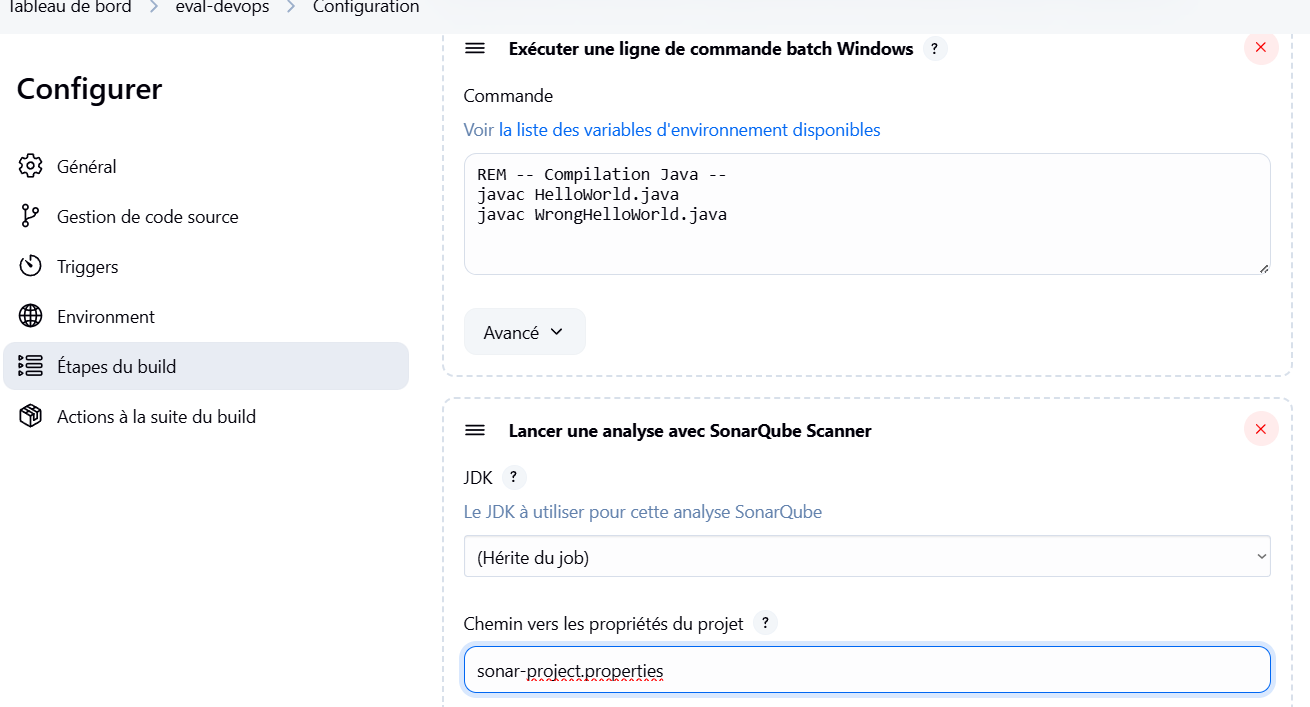 Tableau de bord > eval-devops > Configuration
Configurer
Général
Gestion de code source
Triggers
Environment
Étapes du build
Actions à la suite du build
Exécuter une ligne de commande batch Windows ?
Commande
Voir la liste des variables d'environnement disponibles
REM -- Compilation Java --
javac HelloWorld.java
javac WrongHelloWorld.java
Avancé
Lancer une analyse avec SonarQube Scanner
JDK ?
Le JDK à utiliser pour cette analyse SonarQube
(Hérite du job)
Chemin vers les propriétés du projet ?
sonar-project.properties